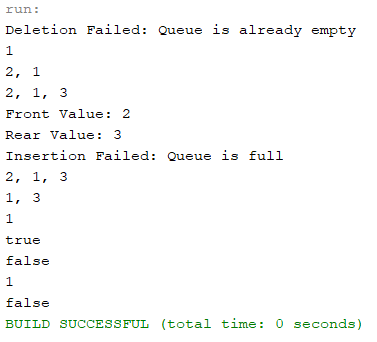 run:
Deletion Failed: Queue is already empty
1
2, 1
2, 1, 3
Front Value: 2
Rear Value: 3
Insertion Failed: Queue is full
2, 1, 3
1, 3
1
true
false
1
false
BUILD SUCCESSFUL (total time: 0 seconds)